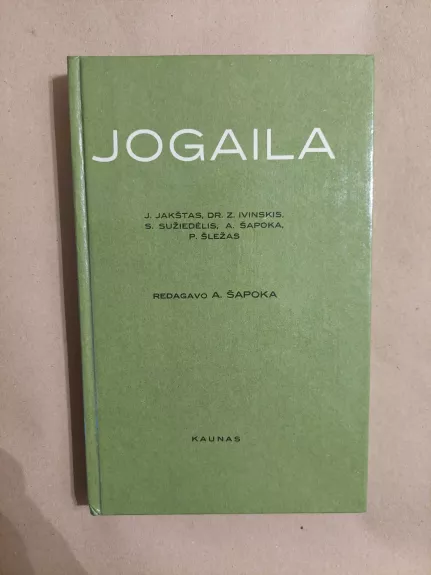 JOGAILA
J. JAKŠTAS, DR. Z. IVINSKIS,
S. SUŽIEDĖLIS, A. ŠAPOKA,
P. ŠLEŽAS
REDAGAVO A. ŠAPOKA
KAUNAS